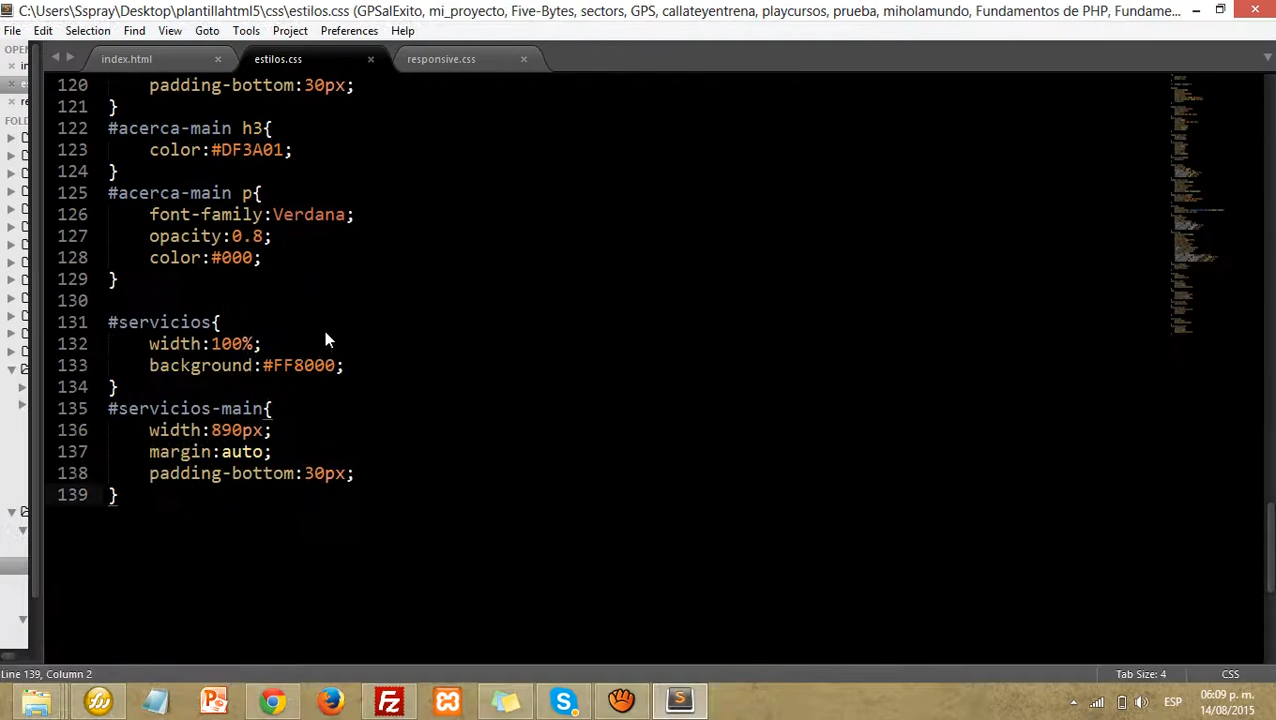 C:\Users\Sspray\Desktop\plantillahtml5\css\estilos.css (GPSalExito, mi_proyecto, Five-Bytes, sectors, GPS, callateyentrena, playcursos, prueba, miholamundo, Fundamentos de PHP, Fundame...
File Edit Selection Find View Goto Tools Project Preferences Help
OPEN
index.html × estilos.css × responsive.css ×
FOLD
120 padding-bottom:30px;
121 }
122 #acerca-main h3{
123 color:#DF3A01;
124 }
125 #acerca-main p{
126 font-family:Verdana;
127 opacity:0.8;
128 color:#000;
129 }
130
131 #servicios{
132 width:100%;
133 background:#FF8000;
134 }
135 #servicios-main{
136 width:890px;
137 margin:auto;
138 padding-bottom:30px;
139 }
Line 139, Column 2 Tab Size: 4 CSS
ESP 06:09 p. m.
14/08/2015